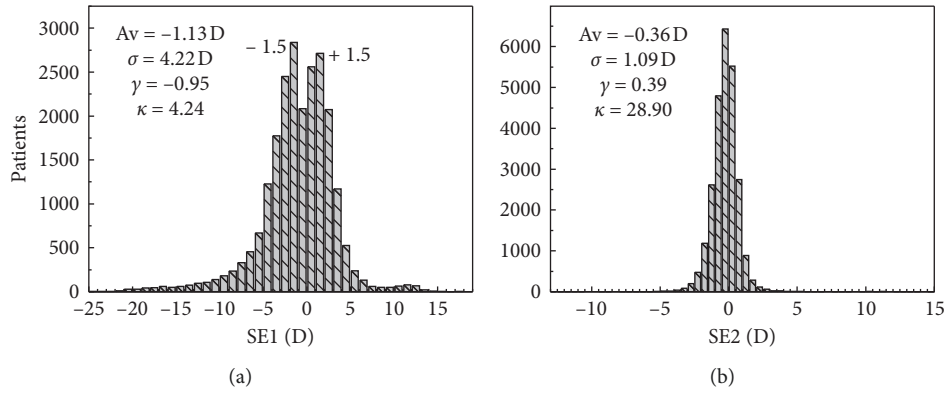 3000
2500
2000
1500
1000
500
0
Patients
Av = –1.13 D
σ = 4.22 D
γ = –0.95
κ = 4.24
– 1.5
+ 1.5
–25 –20 –15 –10 –5 0 5 10 15
SE1 (D)
(a)
6000
5000
4000
3000
2000
1000
0
Av = –0.36 D
σ = 1.09 D
γ = 0.39
κ = 28.90
–10 –5 0 5 10 15
SE2 (D)
(b)